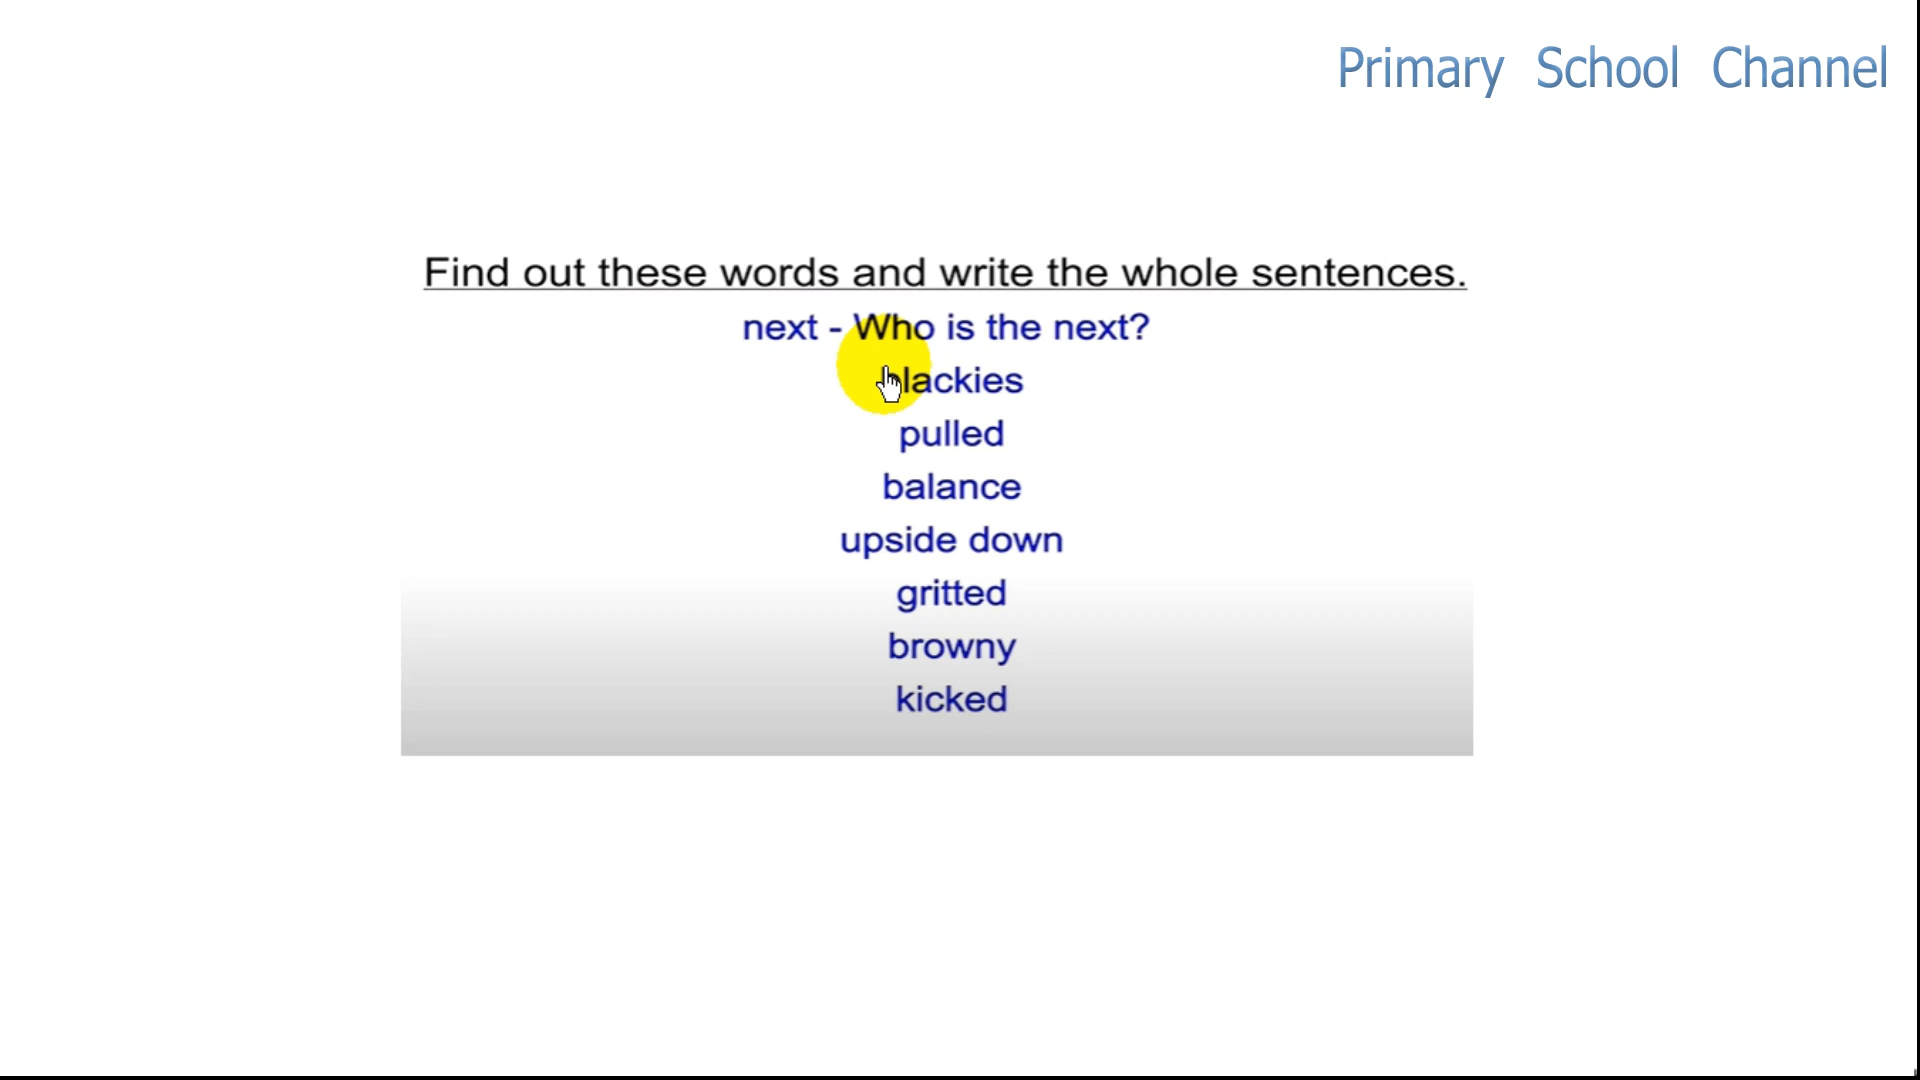 Primary School Channel
Find out these words and write the whole sentences.
next - Who is the next?
blackies
pulled
balance
upside down
gritted
browny
kicked